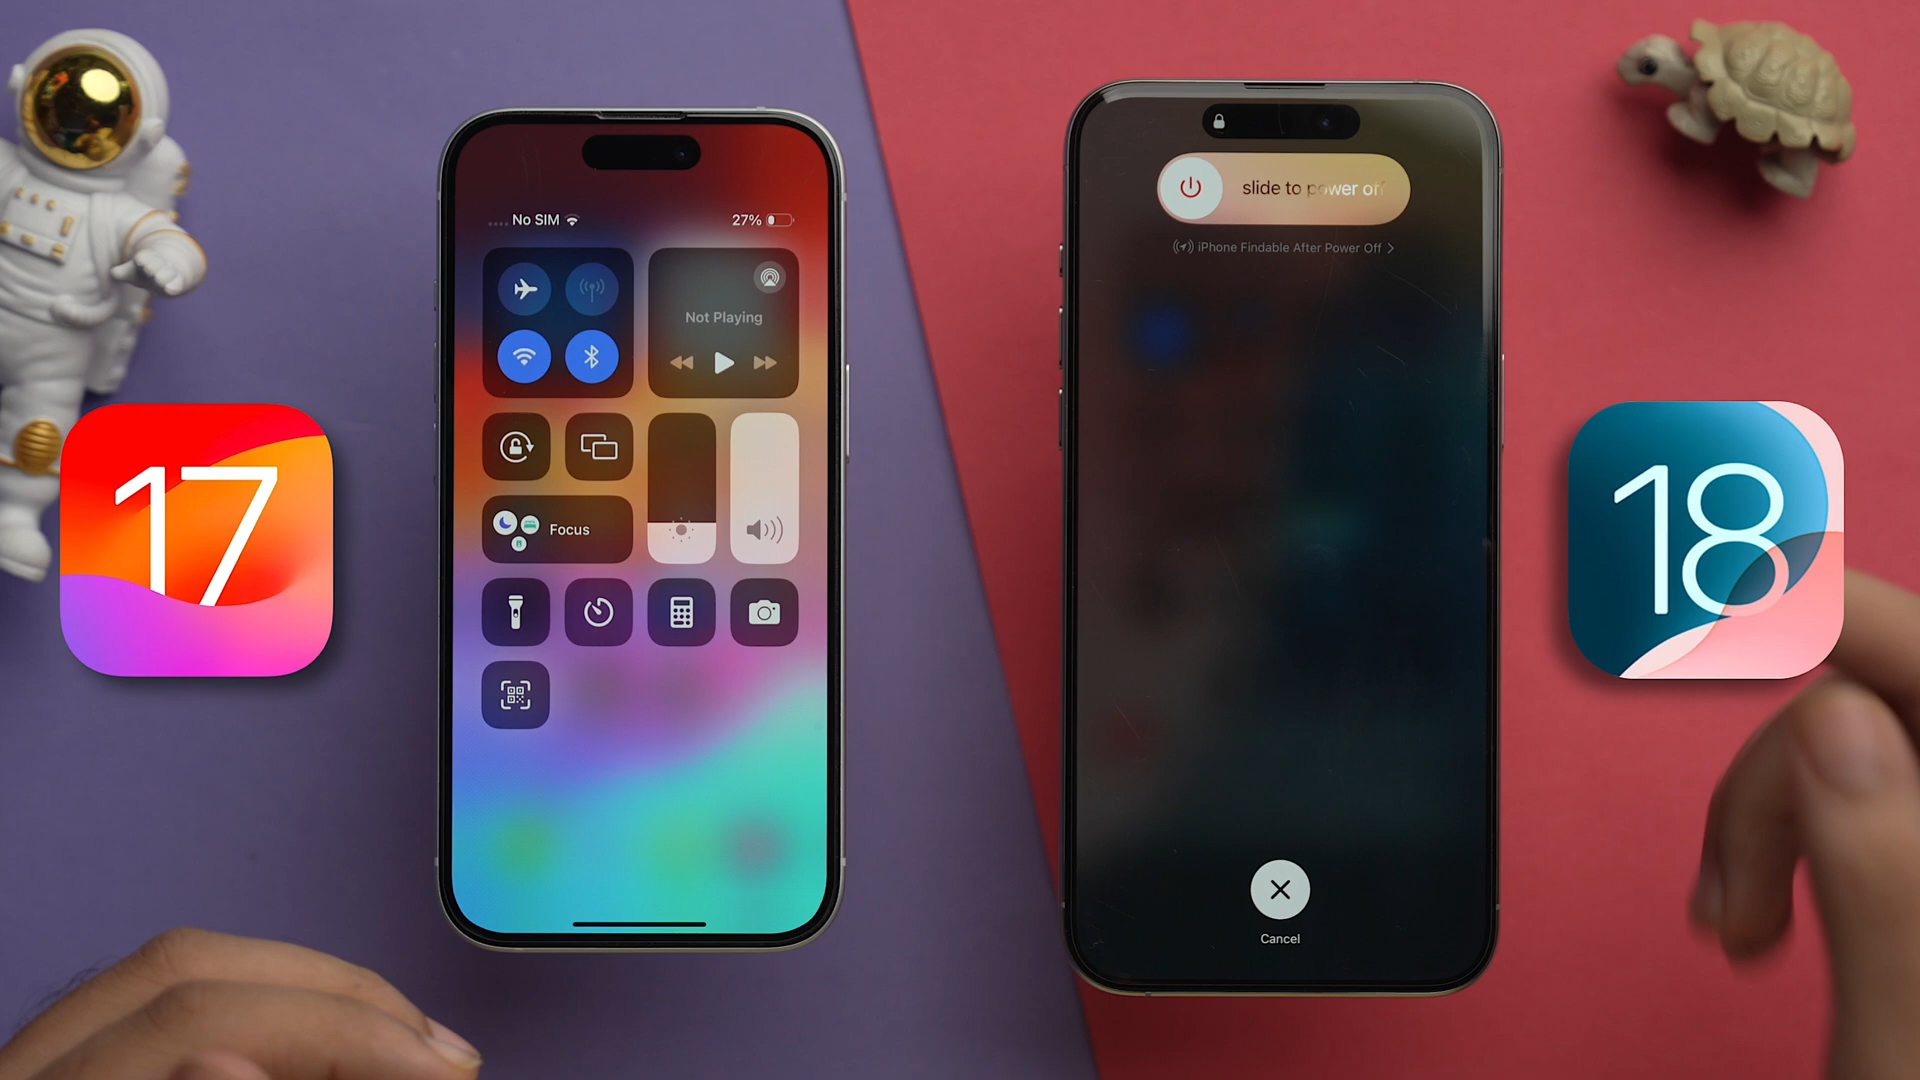 No SIM
27%
Not Playing
Focus
17
slide to power off
iPhone Findable After Power Off
Cancel
18